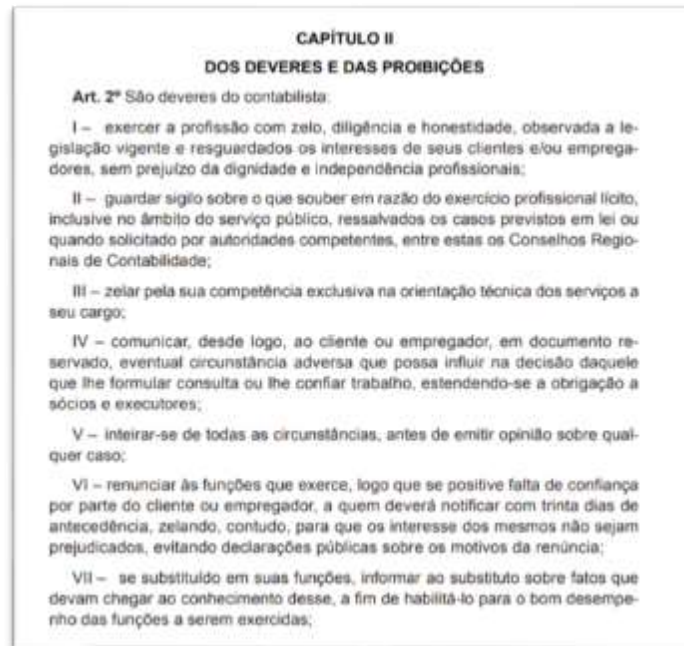 CAPÍTULO II
DOS DEVERES E DAS PROIBIÇÕES
Art. 2º São deveres do contabilista:
I – exercer a profissão com zelo, diligência e honestidade, observada a le-
gislação vigente e resguardados os interesses de seus clientes e/ou emprega-
dores, sem prejuízo da dignidade e independência profissionais;
II – guardar sigilo sobre o que souber em razão do exercício profissional lícito,
inclusive no âmbito do serviço público, ressalvados os casos previstos em lei ou
quando solicitado por autoridades competentes, entre estas os Conselhos Regio-
nais de Contabilidade;
III – zelar pela sua competência exclusiva na orientação técnica dos serviços a
seu cargo;
IV – comunicar, desde logo, ao cliente ou empregador, em documento re-
servado, eventual circunstância adversa que possa influir na decisão daquele
que lhe formular consulta ou lhe confiar trabalho, estendendo-se a obrigação a
sócios e executores;
V – inteirar-se de todas as circunstâncias, antes de emitir opinião sobre qual-
quer caso;
VI – renunciar às funções que exerce, logo que se positive falta de confiança
por parte do cliente ou empregador, a quem deverá notificar com trinta dias de
antecedência, zelando, contudo, para que os interesse dos mesmos não sejam
prejudicados, evitando declarações públicas sobre os motivos da renúncia;
VII – se substituído em suas funções, informar ao substituto sobre fatos que
devam chegar ao conhecimento desse, a fim de habilitá-lo para o bom desempe-
nho das funções a serem exercidas;